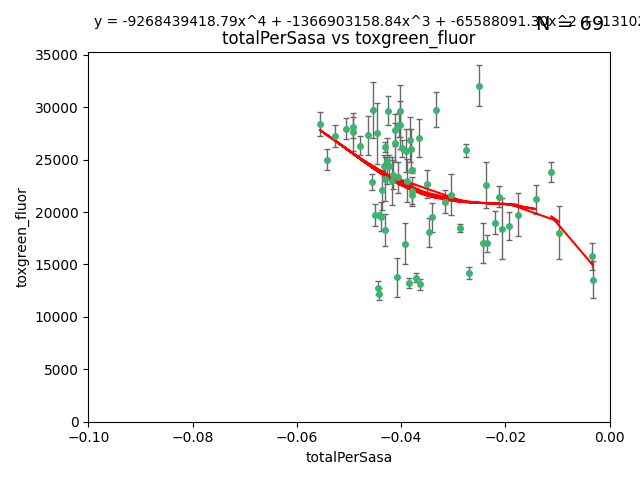 y = -9268439418.79x^4 + -1366903158.84x^3 + -65588091.30x^2 +
N = 69
totalPerSasa vs toxgreen_fluor
35000
30000
25000
20000
15000
10000
5000
0
toxgreen_fluor
−0.10
−0.08
−0.06
−0.04
−0.02
0.00
totalPerSasa